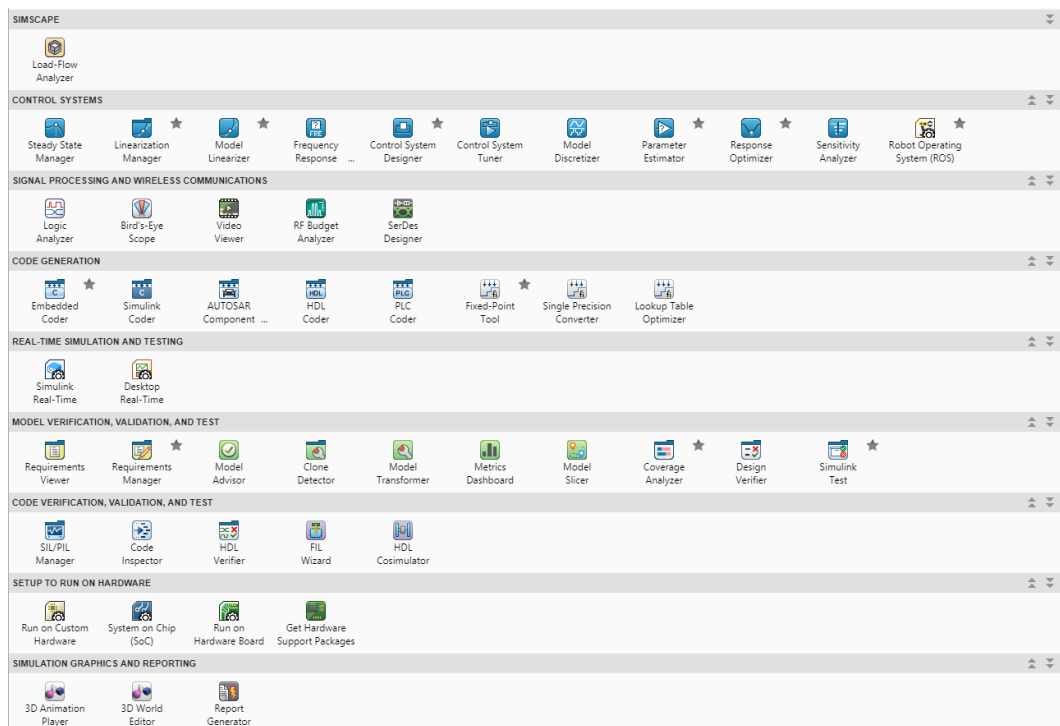 SIMSCAPE
Load-Flow
Analyzer
CONTROL SYSTEMS
Steady State
Manager
Linearization
Manager
Model
Linearizer
FRE
Frequency
Response ...
Control System
Designer
Control System
Tuner
Model
Discretizer
Parameter
Estimator
Response
Optimizer
Sensitivity
Analyzer
Robot Operating
System (ROS)
SIGNAL PROCESSING AND WIRELESS COMMUNICATIONS
Logic
Analyzer
Bird's-Eye
Scope
Video
Viewer
RF Budget
Analyzer
SerDes
Designer
CODE GENERATION
C
Embedded
Coder
C
Simulink
Coder
AUTOSAR
Component ...
HDL
HDL
Coder
PLC
PLC
Coder
fi
Fixed-Point
Tool
fi
Single Precision
Converter
fi
Lookup Table
Optimizer
REAL-TIME SIMULATION AND TESTING
Simulink
Real-Time
Desktop
Real-Time
MODEL VERIFICATION, VALIDATION, AND TEST
Requirements
Viewer
Requirements
Manager
Model
Advisor
Clone
Detector
Model
Transformer
Metrics
Dashboard
Model
Slicer
Coverage
Analyzer
Design
Verifier
Simulink
Test
CODE VERIFICATION, VALIDATION, AND TEST
SIL/PIL
Manager
Code
Inspector
HDL
Verifier
FIL
Wizard
HDL
Cosimulator
SETUP TO RUN ON HARDWARE
Run on Custom
Hardware
System on Chip
(SoC)
Run on
Hardware Board
Get Hardware
Support Packages
SIMULATION GRAPHICS AND REPORTING
3D Animation
Player
3D World
Editor
Report
Generator